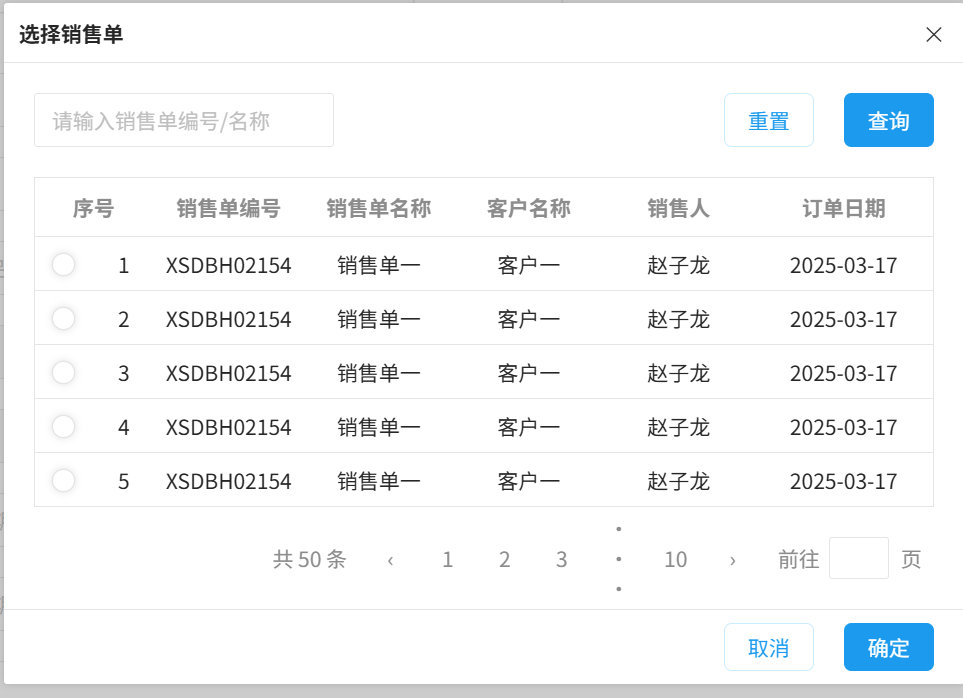 选择销售单
请输入销售单编号/名称 重置 查询
序号 销售单编号 销售单名称 客户名称 销售人 订单日期
1 XSDBH02154 销售单一 客户一 赵子龙 2025-03-17
2 XSDBH02154 销售单一 客户一 赵子龙 2025-03-17
3 XSDBH02154 销售单一 客户一 赵子龙 2025-03-17
4 XSDBH02154 销售单一 客户一 赵子龙 2025-03-17
5 XSDBH02154 销售单一 客户一 赵子龙 2025-03-17
共 50 条 ‹ 1 2 3 ... 10 › 前往 页
取消 确定